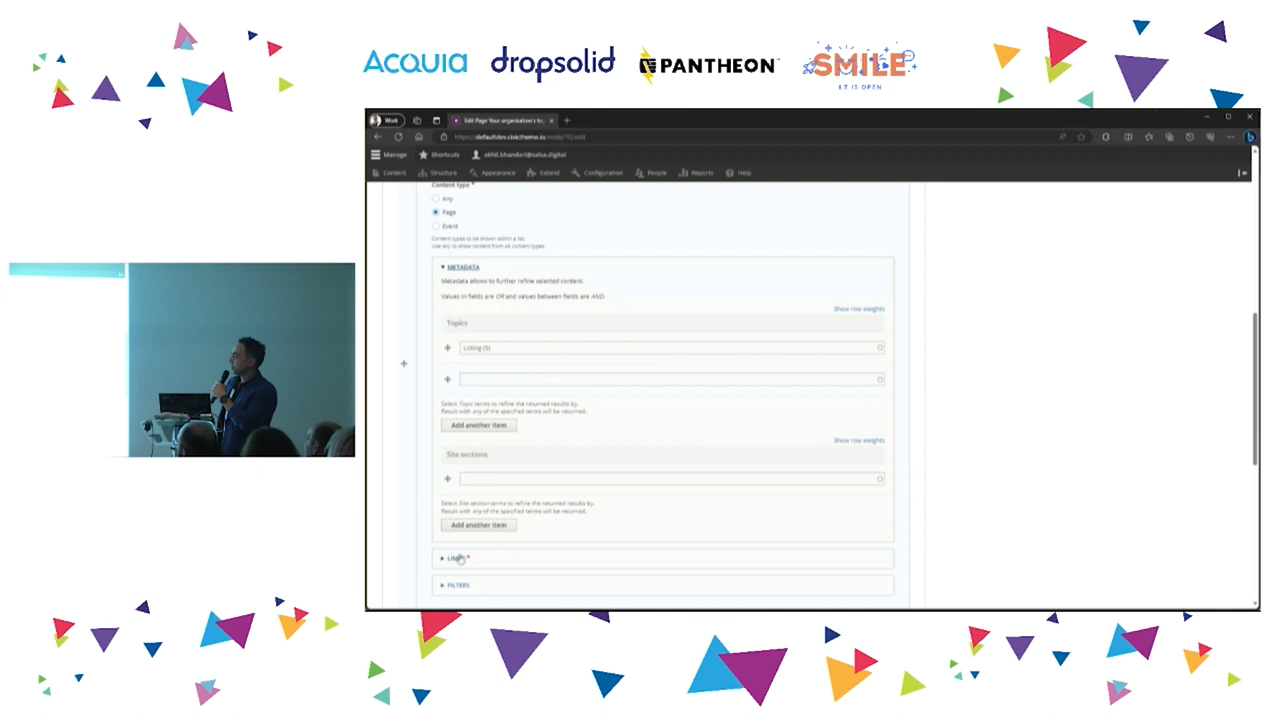 ACQUIA dropsolid PANTHEON SMILE
I.T IS OPEN
Work
Edit Page Your organisation's to
https://defaultdev.civictheme.io/node/10/edit
Manage Shortcuts akhil.bhandari@salsa.digital
Content Structure Appearance Extend Configuration People Reports Help
Content type *
Any
Page
Event
Content types to be shown within a list.
Use any to show content from all content types.
METADATA
Metadata allows to further refine selected content.
Values in fields are OR and values between fields are AND.
Show row weights
Topics
Listing (5)
Select Topic terms to refine the returned results by.
Result with any of the specified terms will be returned.
Add another item
Show row weights
Site sections
Select Site section terms to refine the returned results by.
Result with any of the specified terms will be returned.
Add another item
FILTERS